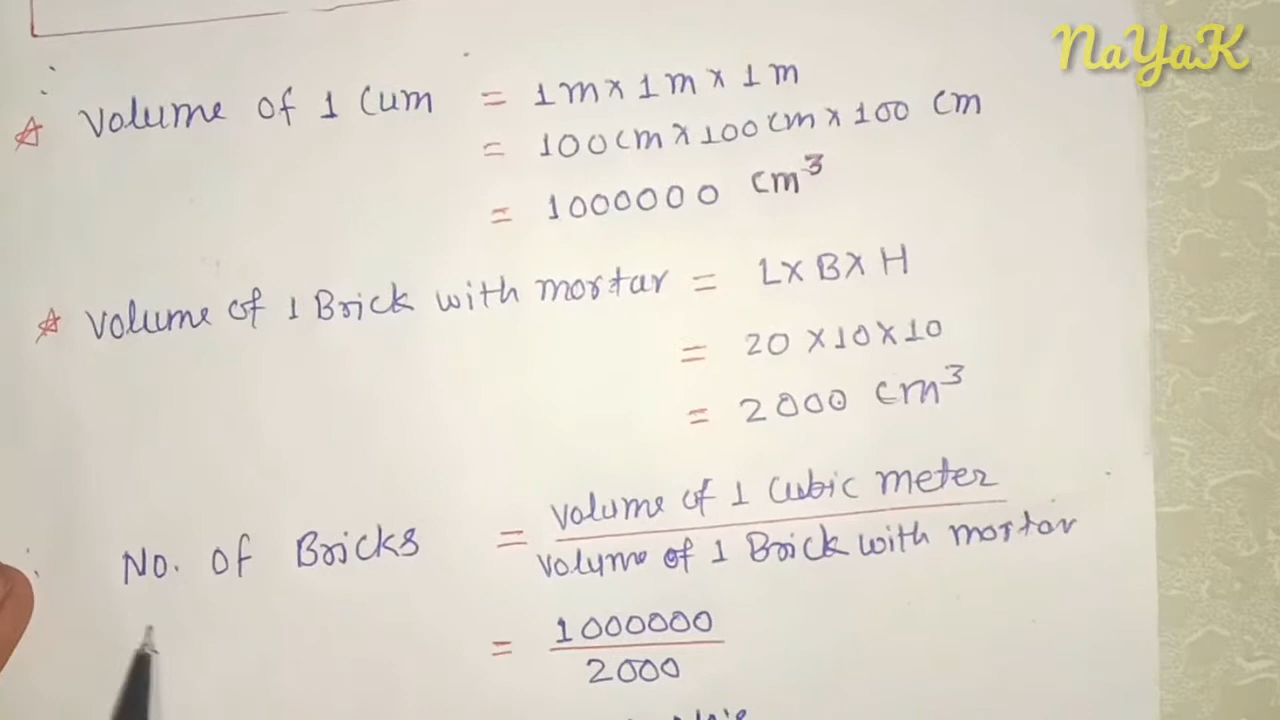 NaYaK
☆ Volume of 1 Cum = 1m x 1m x 1m
= 100cm x 100cm x 100 cm
= 1000000 cm³
☆ Volume of 1 Brick with mortar = L x B x H
= 20 x 10 x 10
= 2000 cm³
No. of Bricks = Volume of 1 Cubic meter
Volume of 1 Brick with mortar
= 1000000
2000